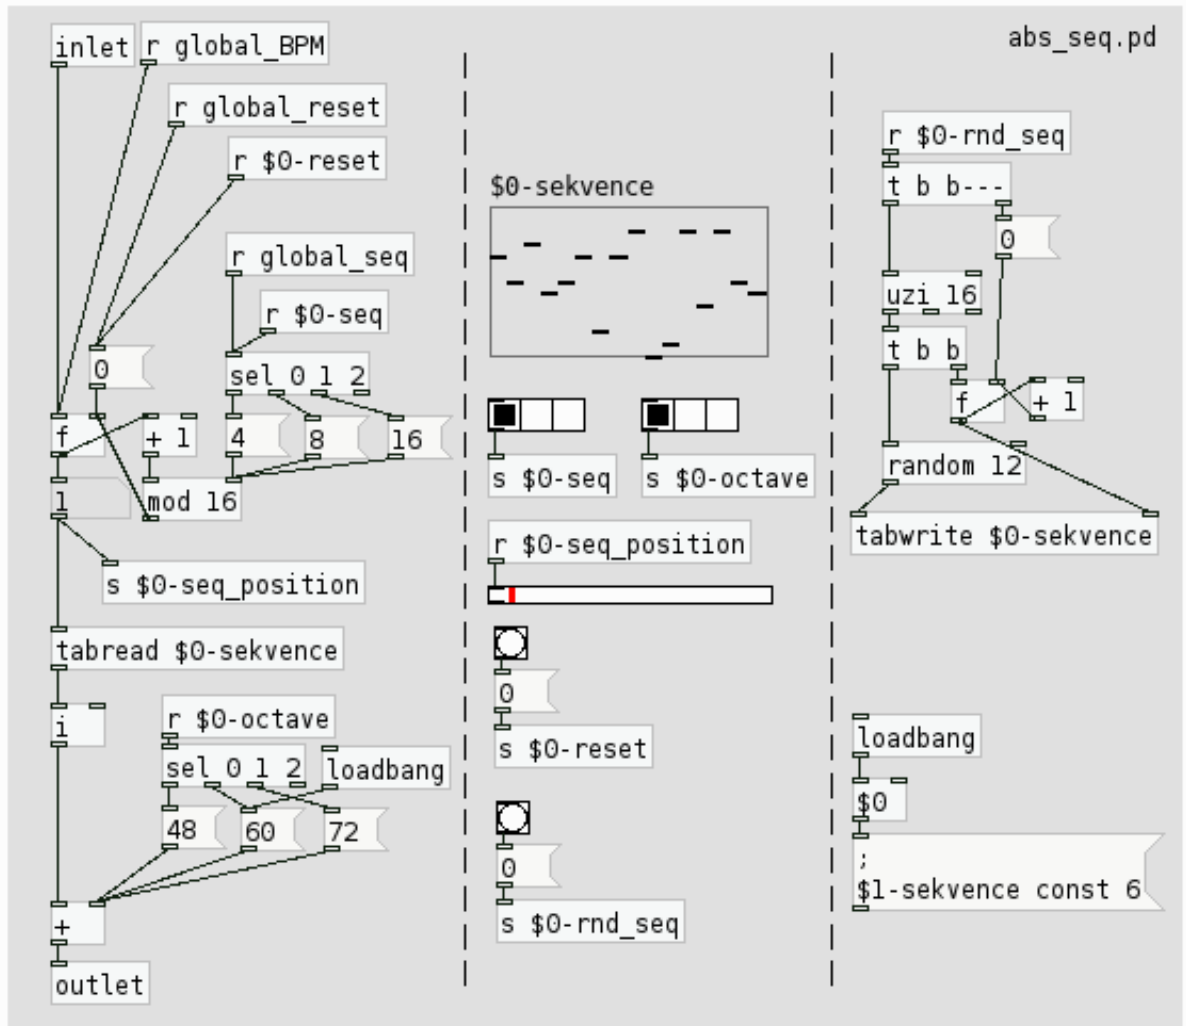 inlet
r global_BPM
r global_reset
r $0-reset
r global_seq
r $0-seq
0
sel 0 1 2
f
+ 1
4
8
16
1
mod 16
s $0-seq_position
tabread $0-sekvence
i
r $0-octave
sel 0 1 2
loadbang
48
60
72
+
outlet
$0-sekvence
s $0-seq
s $0-octave
r $0-seq_position
0
s $0-reset
0
s $0-rnd_seq
abs_seq.pd
r $0-rnd_seq
t b b---
0
uzi 16
t b b
f
+ 1
random 12
tabwrite $0-sekvence
loadbang
$0
;
$1-sekvence const 6